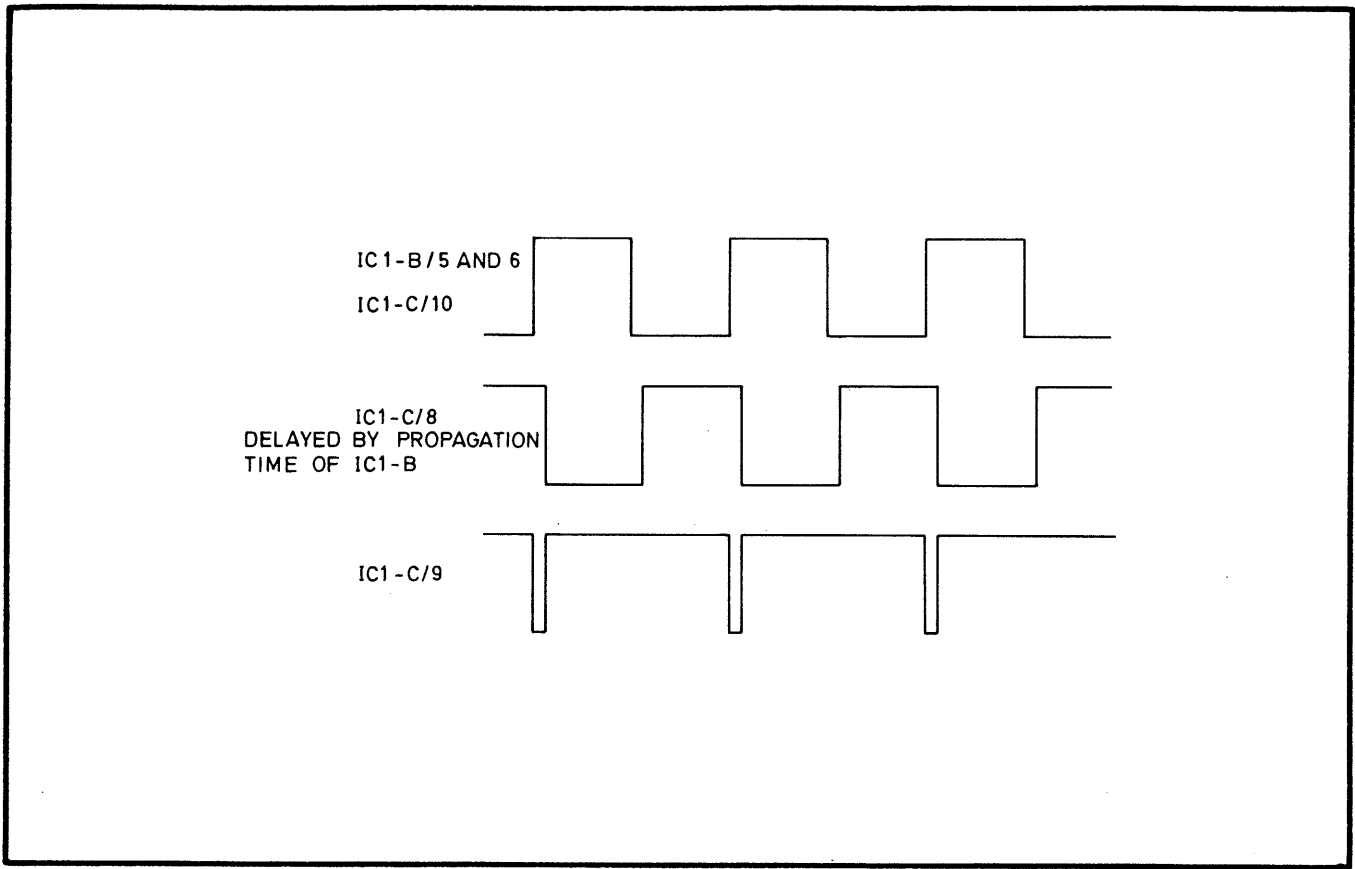 IC1-B/5 AND 6
IC1-C/10
IC1-C/8
DELAYED BY PROPAGATION
TIME OF IC1-B
IC1-C/9